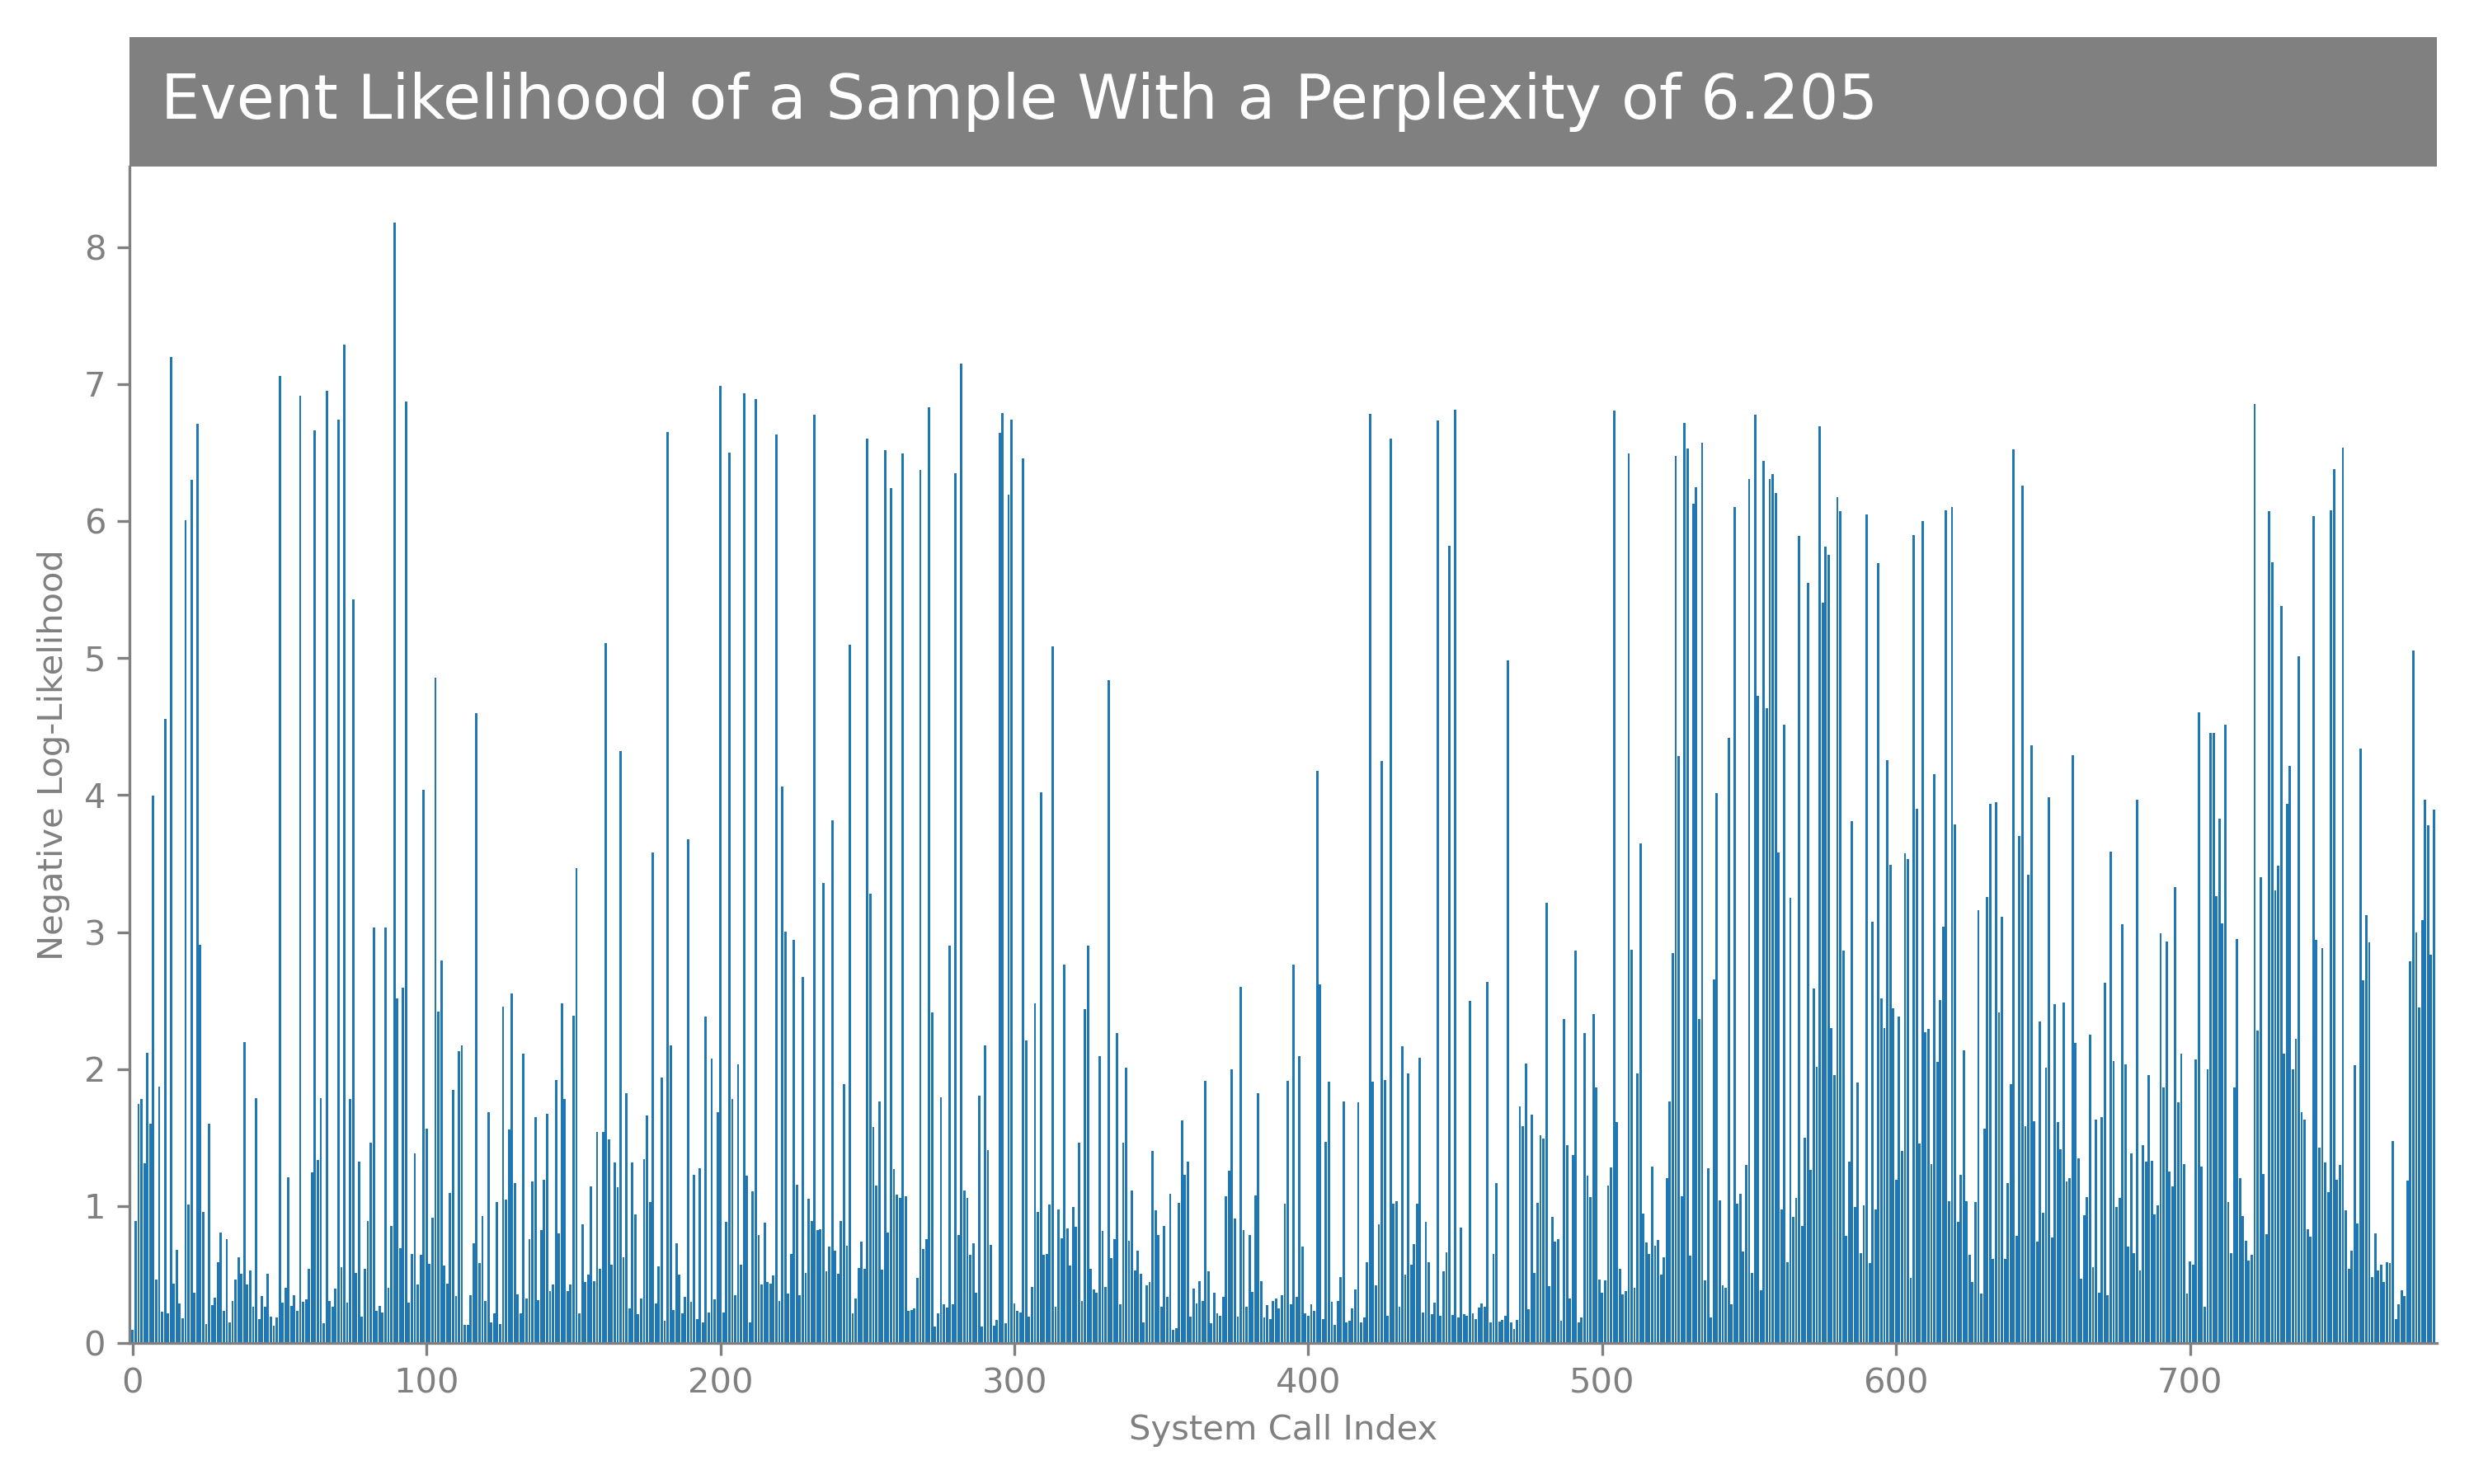 Event Likelihood of a Sample With a Perplexity of 6.205
8
7
6
5
4
3
2
1
0
Negative Log-Likelihood
0 100 200 300 400 500 600 700
System Call Index